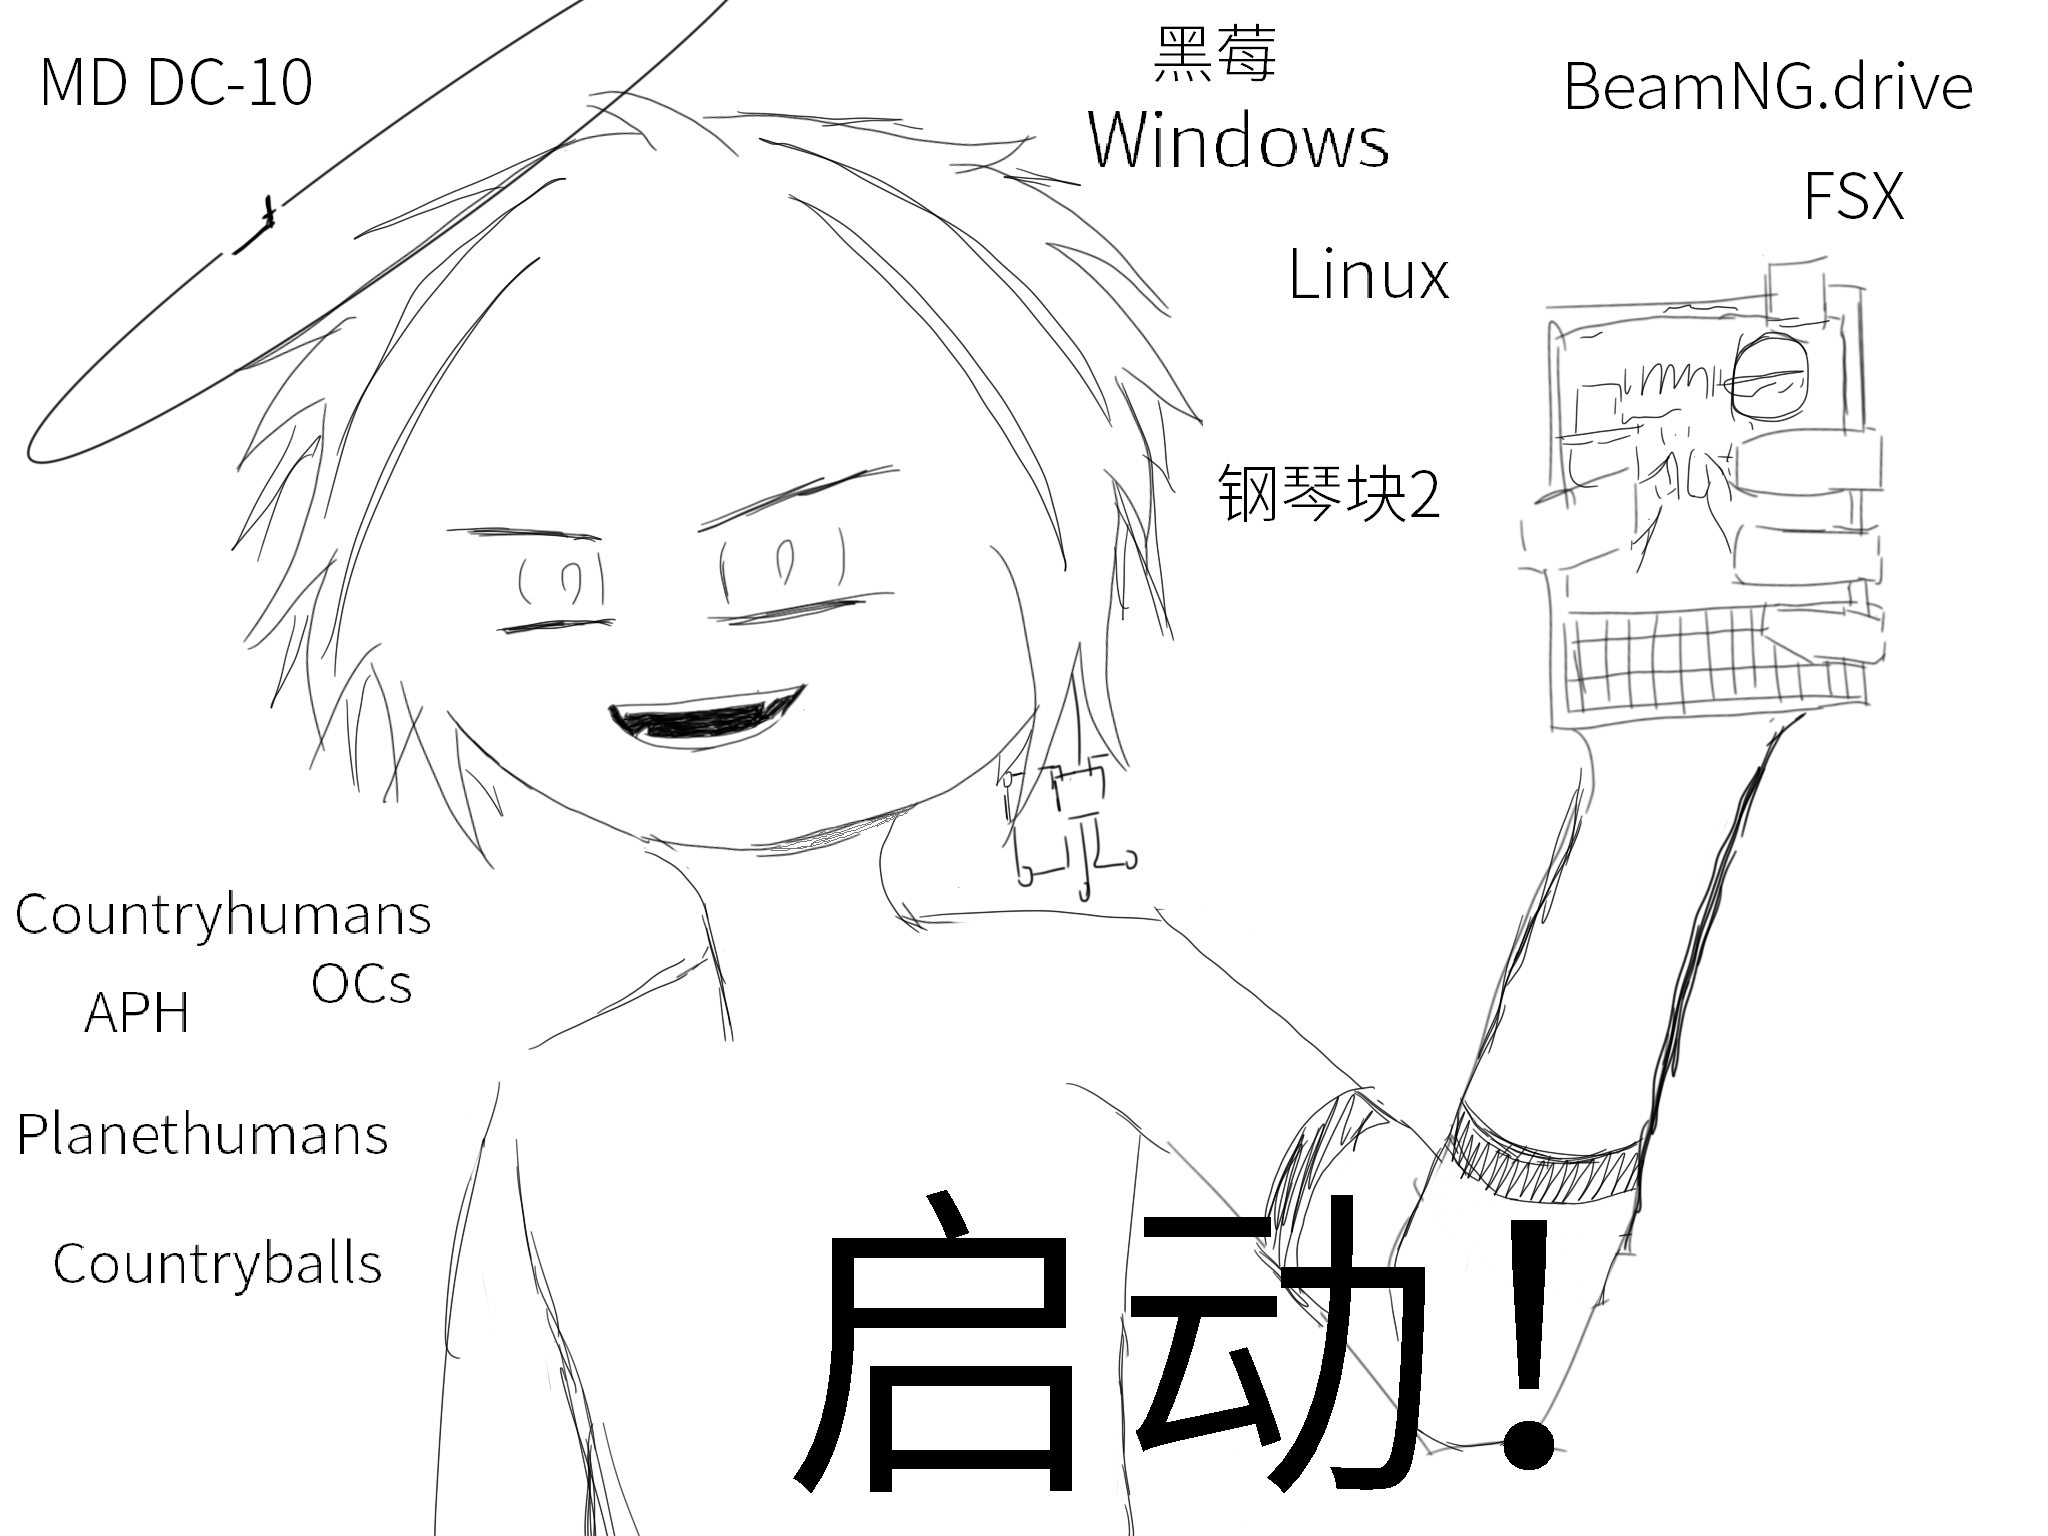 MD DC-10
黑莓
Windows
BeamNG.drive
FSX
Linux
钢琴块2
Countryhumans
OCs
APH
Planethumans
Countryballs
启动！